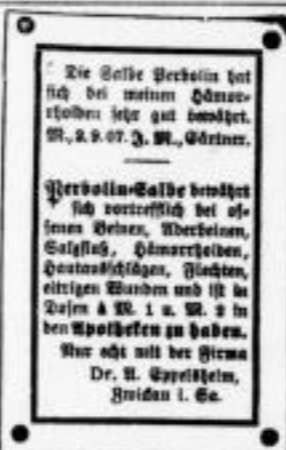 Die Salbe Perbolin hat
sich bei meinen Hämor-
rhoiden sehr gut bewährt.
M., 2. 9. 07. J. M., Gärtner.
Perbolin-Salbe bewährt
sich vortrefflich bei of-
fenen Beinen, Aderbeinen,
Salzfluß, Hämorrhoiden,
Hautausschlägen, Flechten,
eitrigen Wunden und ist in
Dosen à M. 1 u. M. 2 in
den Apotheken zu haben.
Nur echt mit der Firma
Dr. A. Eppelsheim,
Zwickau i. Sa.